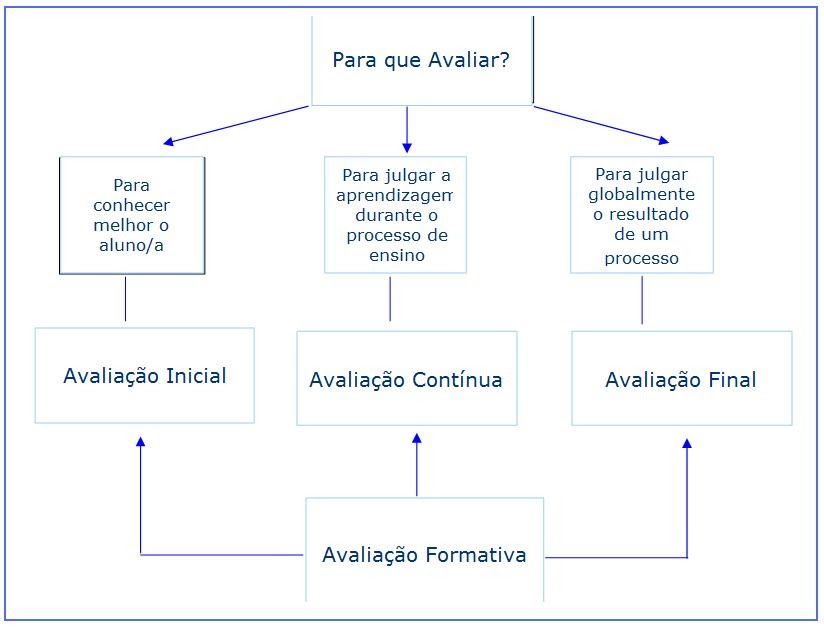 Para que Avaliar?
Para
conhecer
melhor o
aluno/a
Para julgar a
aprendizagem
durante o
processo de
ensino
Para julgar
globalmente
o resultado
de um
processo
Avaliação Inicial
Avaliação Contínua
Avaliação Final
Avaliação Formativa